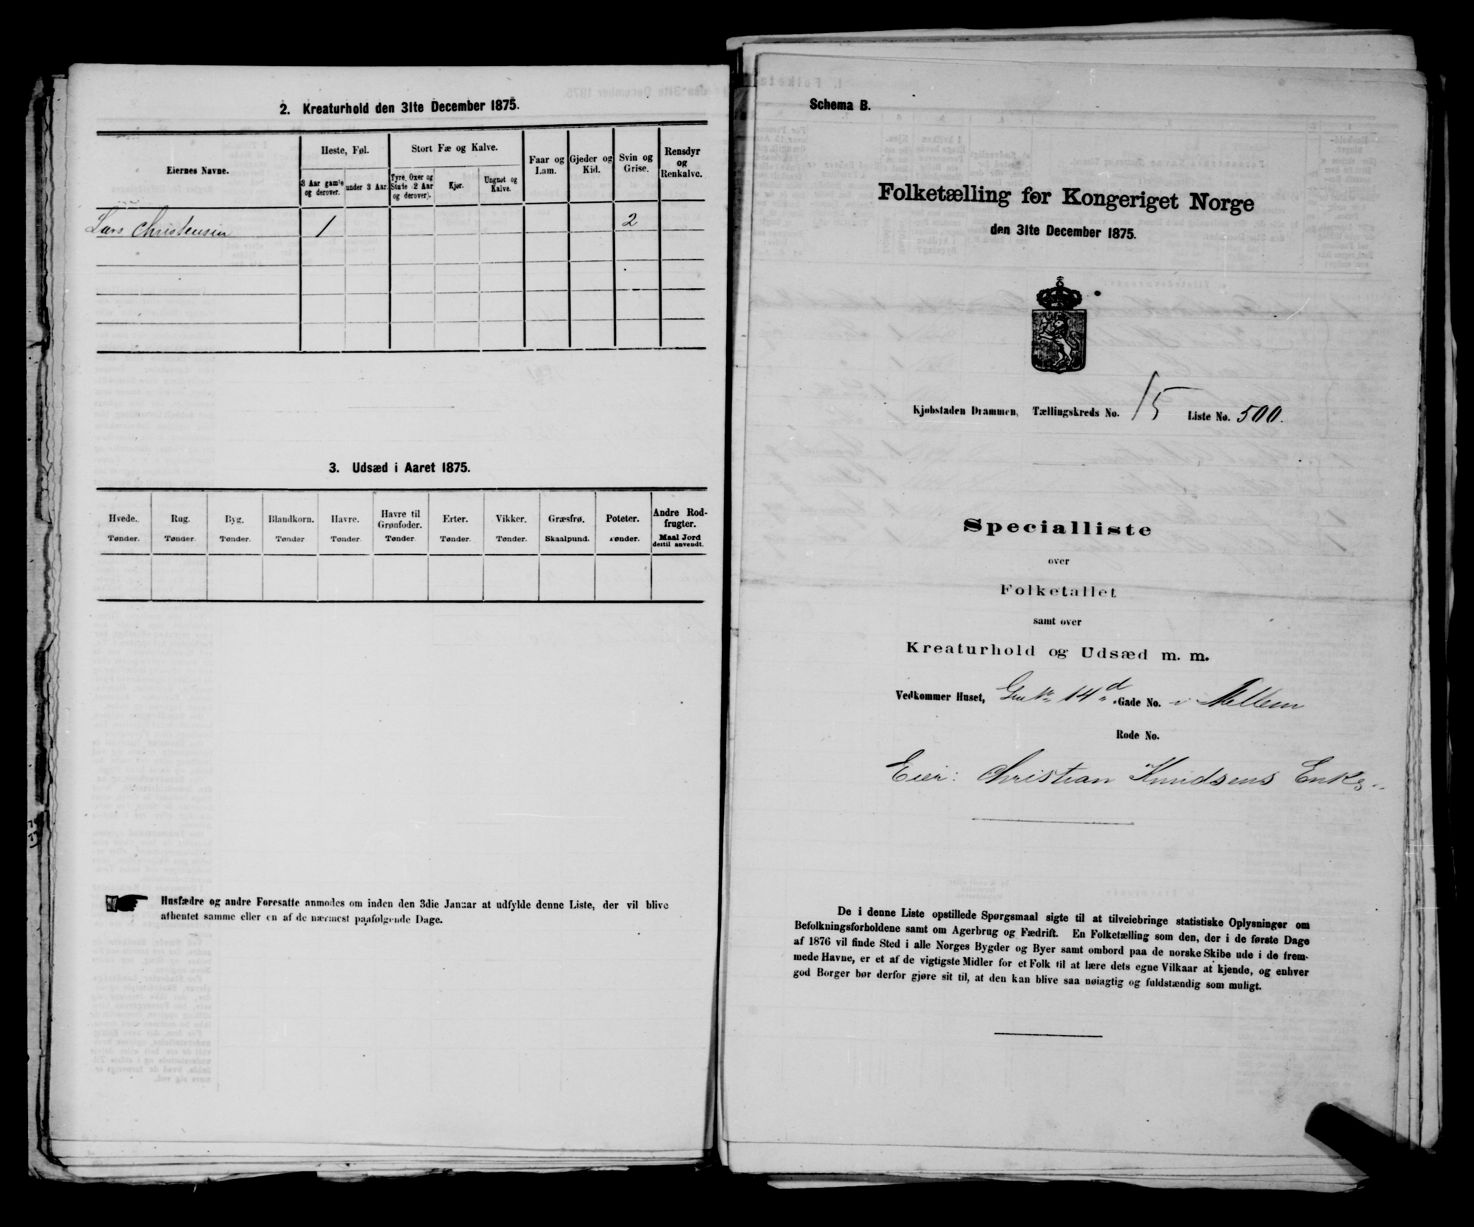 2. Kreaturhold den 31te December 1875.
Eiernes Navne.
Heste, Føl.
Stort Fæ og Kalve.
Faar og Lam.
Gjeder og Kid.
Svin og Grise.
Rensdyr og Renkalve.
3 Aar gamle og derover.
under 3 Aar.
Tyre, Oxer og Stude (2 Aar og derover).
Kjør.
Ungnøt og Kalve.
Lars Christensen 1 2
3. Udsæd i Aaret 1875.
Hvede. Rug. Byg. Blandkorn. Havre. Havre til Grønfoder. Erter. Vikker. Græsfrø. Poteter. Andre Rodfrugter.
Tønder. Tønder. Tønder. Tønder Tønder. Tønder. Tønder. Tønder. Skaalpund. Tønder. Maal Jord dertil anvendt.
Husfædre og andre Foresatte anmodes om inden den 3die Januar at udfylde denne Liste, der vil blive
afhentet samme eller en af de nærmest paafølgende Dage.
Schema B.
Folketælling for Kongeriget Norge
den 31te December 1875.
Kjøbstaden Drammen, Tællingskreds No. 15 Liste No. 500.
Specialliste
over
Folketallet
samt over
Kreaturhold og Udsæd m. m.
Vedkommer Huset, 14 d Gade No. i Mellem
Rode No.
Eier: Christian Knudsens Enke
De i denne Liste opstillede Spørgsmaal sigte til at tilveiebringe statistiske Oplysninger om
Befolkningsforholdene samt om Agerbrug og Fædrift. En Folketælling som den, der i de første Dage
af 1876 vil finde Sted i alle Norges Bygder og Byer samt ombord paa de norske Skibe ude i de frem-
mede Havne, er et af de vigtigste Midler for et Folk til at lære dets egne Vilkaar at kjende, og enhver
god Borger bør derfor gjøre sit til, at den kan blive saa nøiagtig og fuldstændig som muligt.